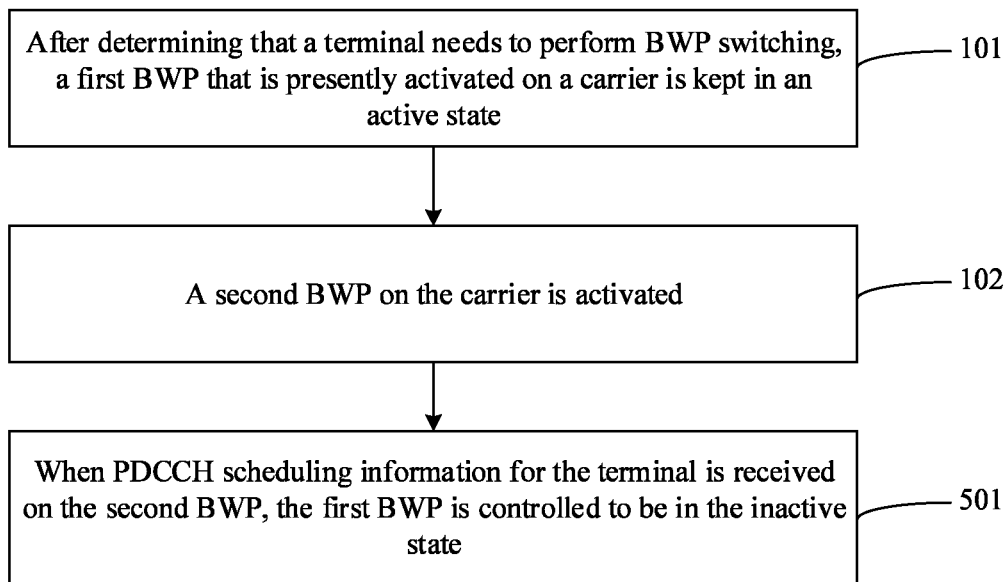 After determining that a terminal needs to perform BWP switching,
a first BWP that is presently activated on a carrier is kept in an
active state
101
A second BWP on the carrier is activated
102
When PDCCH scheduling information for the terminal is received
on the second BWP, the first BWP is controlled to be in the inactive
state
501